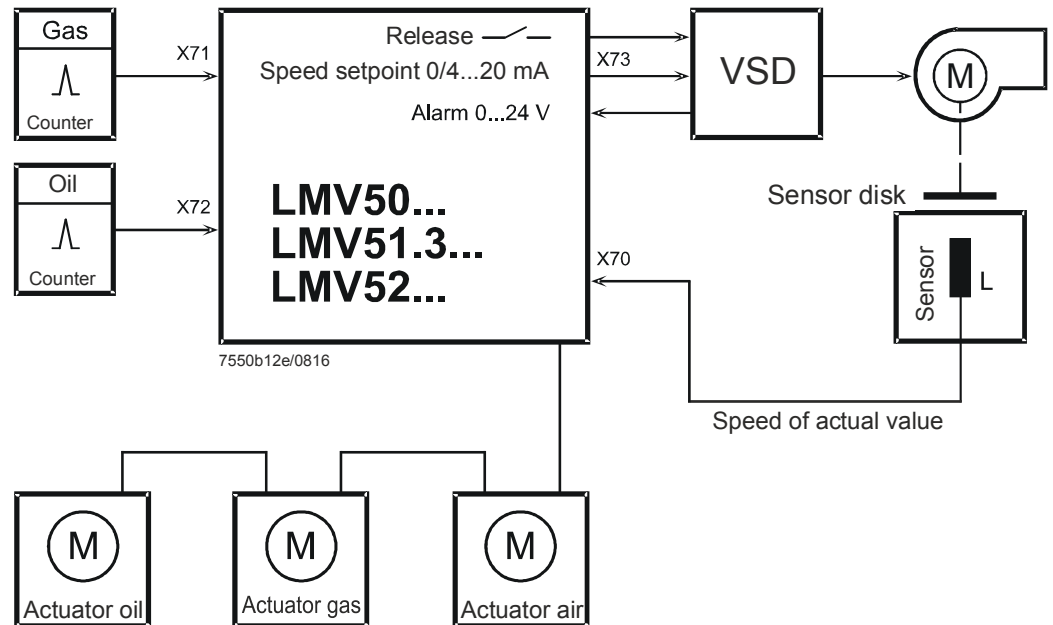 Gas
Counter
X71
Release
Speed setpoint 0/4...20 mA
Alarm 0...24 V
X73
VSD
M
Oil
Counter
X72
LMV50...
LMV51.3...
LMV52...
7550b12e/0816
X70
Sensor disk
Sensor
L
Speed of actual value
M
Actuator oil
M
Actuator gas
M
Actuator air